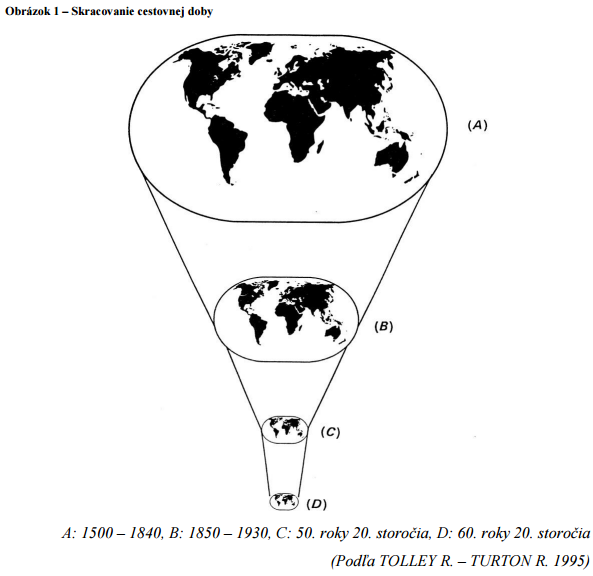 Obrázok 1 – Skracovanie cestovnej doby
(A)
(B)
(C)
(D)
A: 1500 – 1840, B: 1850 – 1930, C: 50. roky 20. storočia, D: 60. roky 20. storočia
(Podľa TOLLEY R. – TURTON R. 1995)